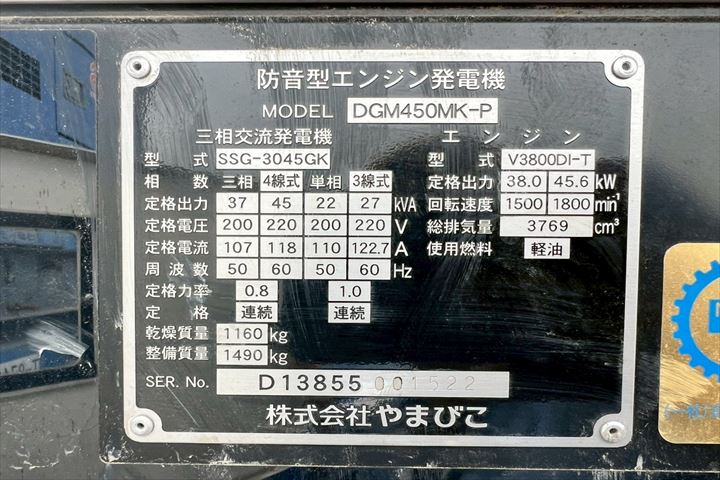 防音型エンジン発電機
MODEL DGM450MK-P
三相交流発電機 エンジン
型式 SSG-3045GK 型式 V3800DI-T
相数 三相 4線式 単相 3線式 定格出力 38.0 45.6 kW
定格出力 37 45 22 27 kVA 回転速度 1500 1800 min⁻¹
定格電圧 200 220 200 220 V 総排気量 3769 cm³
定格電流 107 118 110 122.7 A 使用燃料 軽油
周波数 50 60 50 60 Hz
定格力率 0.8 1.0
定格 連続 連続
乾燥質量 1160 kg
整備質量 1490 kg
SER. No. D13855 001522
株式会社やまびこ